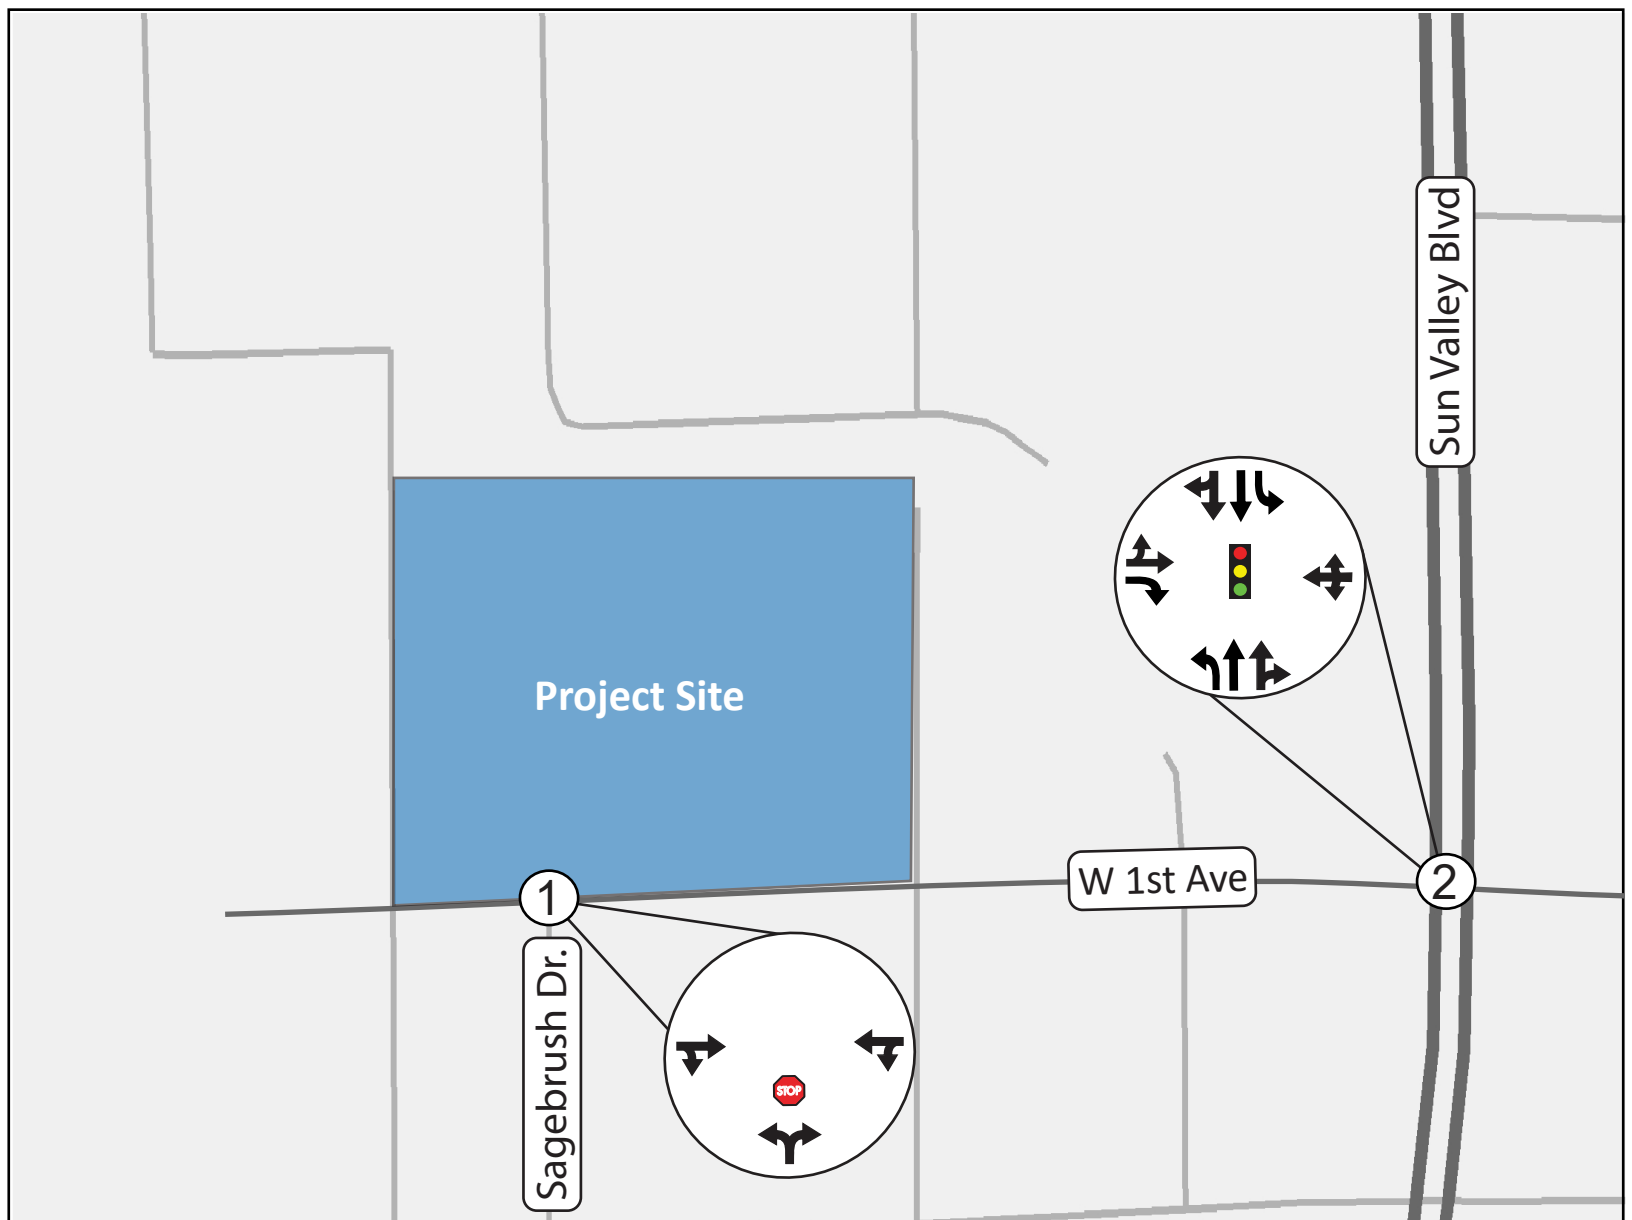 Sun Valley Blvd
Project Site
W 1st Ave
1
2
Sagebrush Dr.
STOP